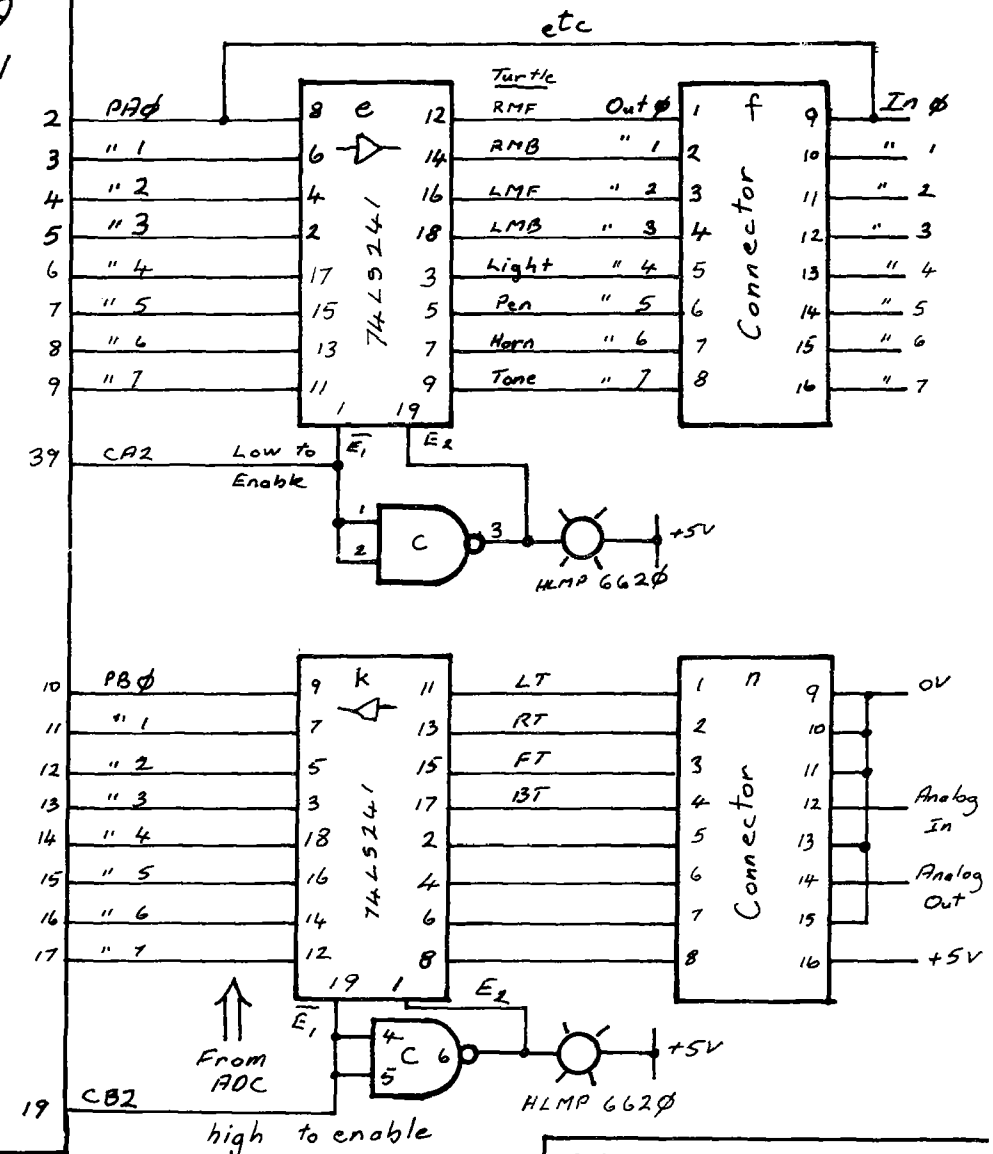 etc
Turtle
2 PAØ 8 e 12 RMF Out Ø 1 f 9 In Ø
3 " 1 6 14 RMB " 1 2 10 " 1
4 " 2 4 16 LMF " 2 3 11 " 2
5 " 3 2 18 LMB " 3 4 12 " 3
6 " 4 17 3 Light " 4 5 13 " 4
7 " 5 15 5 Pen " 5 6 14 " 5
8 " 6 13 7 Horn " 6 7 15 " 6
9 " 7 11 9 Tone " 7 8 16 " 7
74LS241
Connector
1 19
E1 E2
39 CA2 Low to
Enable
1
2 C 3 +5V
HLMP 662Ø
10 PBØ 9 k 11 LT 1 n 9 0V
11 " 1 7 13 RT 2 10
12 " 2 5 15 FT 3 11
13 " 3 3 17 BT 4 12 Analog
In
14 " 4 18 2 5 13
15 " 5 16 4 6 14 Analog
Out
16 " 6 14 6 7 15
17 " 7 12 8 8 16 +5V
74LS241
Connector
19 1
E1 E2
From
ADC
4
5 C 6 +5V
HLMP 662Ø
19 CB2
high to enable